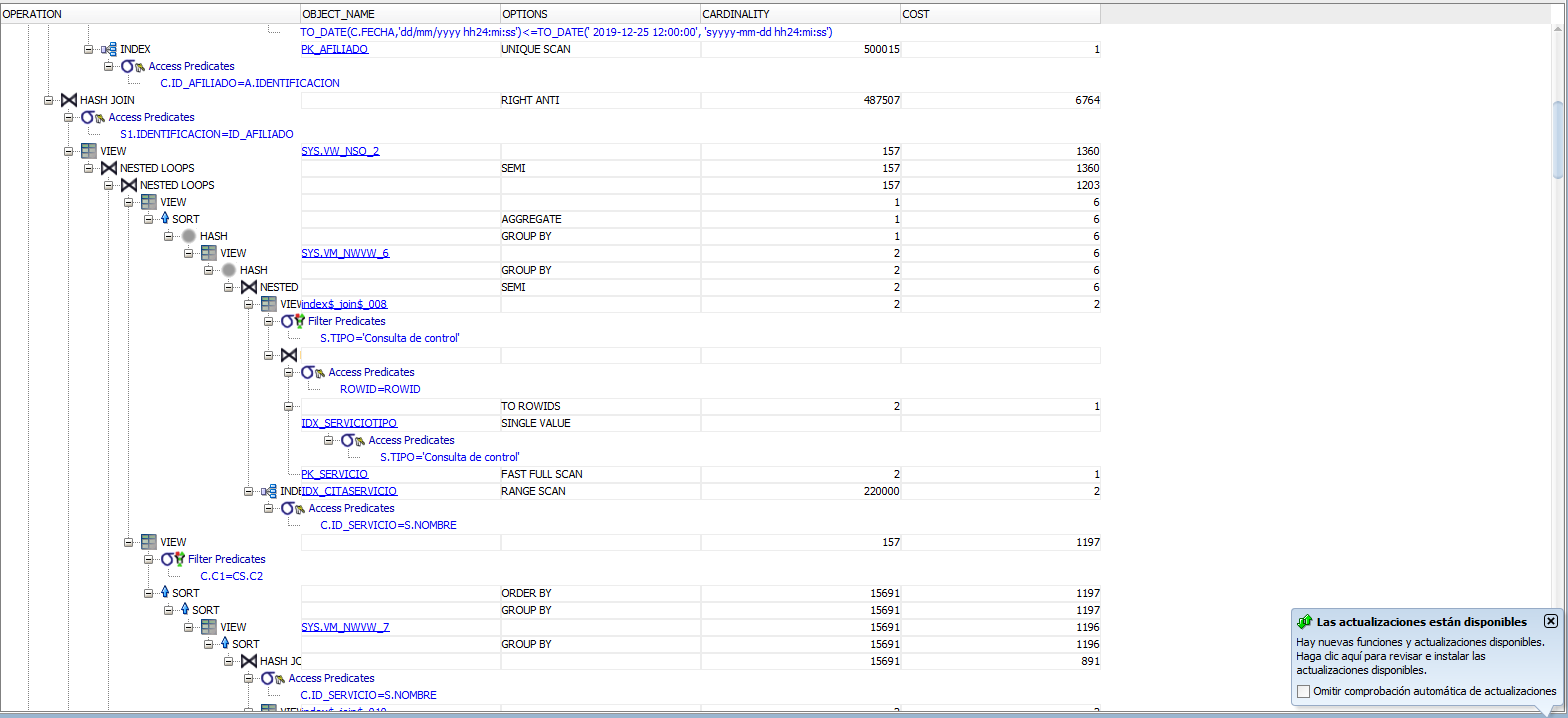 OPERATION OBJECT_NAME OPTIONS CARDINALITY COST
TO_DATE(C.FECHA,'dd/mm/yyyy hh24:mi:ss')<=TO_DATE(' 2019-12-25 12:00:00', 'syyyy-mm-dd hh24:mi:ss')
INDEX PK_AFILIADO UNIQUE SCAN 500015 1
Access Predicates
C.ID_AFILIADO=A.IDENTIFICACION
HASH JOIN RIGHT ANTI 487507 6764
Access Predicates
S1.IDENTIFICACION=ID_AFILIADO
VIEW SYS.VW_NSO_2 157 1360
NESTED LOOPS SEMI 157 1360
NESTED LOOPS 157 1203
VIEW 1 6
SORT AGGREGATE 1 6
HASH GROUP BY 1 6
VIEW SYS.VM_NWVW_6 2 6
HASH GROUP BY 2 6
NESTED SEMI 2 6
VIEW index$_join$_008 2 2
Filter Predicates
S.TIPO='Consulta de control'
Access Predicates
ROWID=ROWID
TO ROWIDS 2 1
IDX_SERVICIOTIPO SINGLE VALUE
Access Predicates
S.TIPO='Consulta de control'
PK_SERVICIO FAST FULL SCAN 2 1
INDE IDX_CITASERVICIO RANGE SCAN 220000 2
Access Predicates
C.ID_SERVICIO=S.NOMBRE
VIEW 157 1197
Filter Predicates
C.C1=CS.C2
SORT ORDER BY 15691 1197
SORT GROUP BY 15691 1197
VIEW SYS.VM_NWVW_7 15691 1196
SORT GROUP BY 15691 1196
HASH JO 15691 891
Access Predicates
C.ID_SERVICIO=S.NOMBRE
Las actualizaciones están disponibles
Hay nuevas funciones y actualizaciones disponibles.
Haga clic aquí para revisar e instalar las
actualizaciones disponibles.
Omitir comprobación automática de actualizaciones